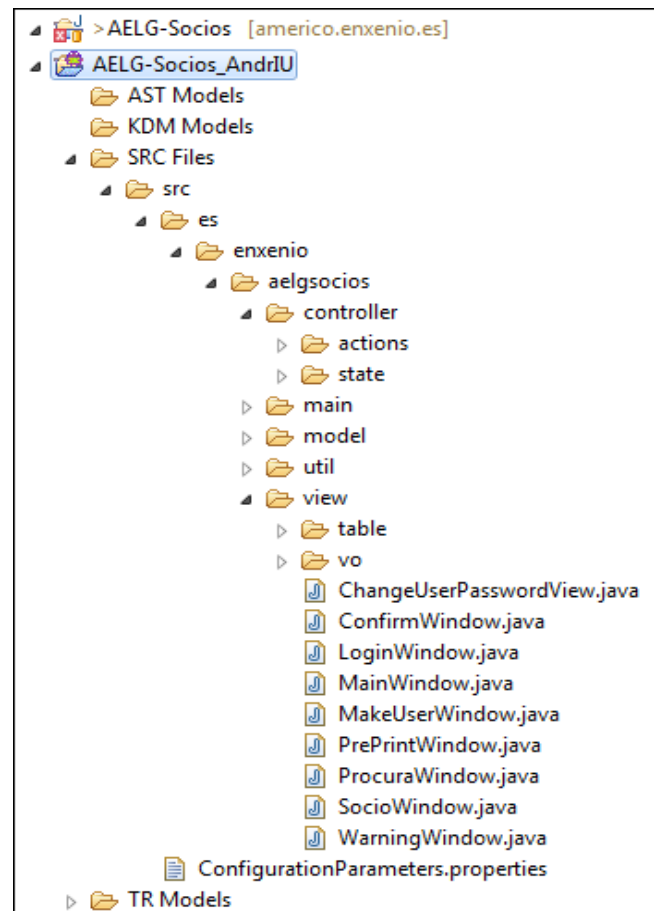 >AELG-Socios [americo.enxenio.es]
AELG-Socios_AndrIU
AST Models
KDM Models
SRC Files
src
es
enxenio
aelgsocios
controller
actions
state
main
model
util
view
table
vo
ChangeUserPasswordView.java
ConfirmWindow.java
LoginWindow.java
MainWindow.java
MakeUserWindow.java
PrePrintWindow.java
ProcuraWindow.java
SocioWindow.java
WarningWindow.java
ConfigurationParameters.properties
TR Models